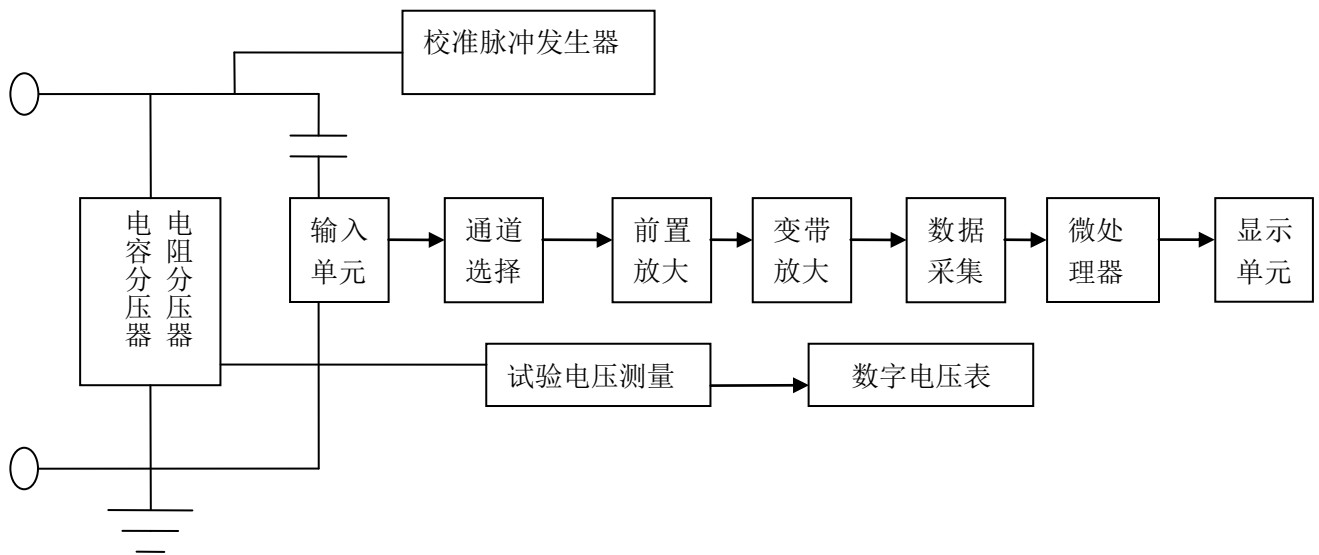 校准脉冲发生器
电阻分压器
电容分压器
输入
单元
通道
选择
前置
放大
变带
放大
数据
采集
微处
理器
显示
单元
试验电压测量
数字电压表